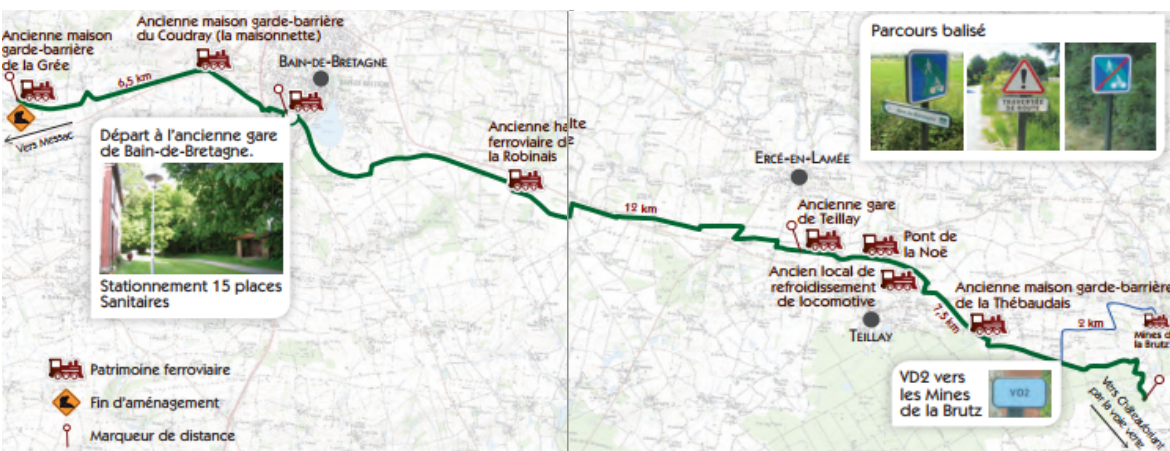 Ancienne maison
garde-barrière
de la Grée
Ancienne maison garde-barrière
du Coudray (la maisonnette)
BAIN-DE-BRETAGNE
6,5 km
Vers Messac
Départ à l'ancienne gare
de Bain-de-Bretagne.
Stationnement 15 places
Sanitaires
Ancienne halte
ferroviaire de
la Robinais
Patrimoine ferroviaire
Fin d'aménagement
Marqueur de distance
Parcours balisé
TRAVERSÉE
DE ROUTE
ERCÉ-EN-LAMÉE
12 km
Ancienne gare
de Teillay
Pont de
la Noë
Ancien local de
refroidissement
de locomotive
TEILLAY
7,5 km
Ancienne maison garde-barrière
de la Thébaudais
2 km
Mines de
la Brutz
VD2 vers
les Mines
de la Brutz
VD2
Vers Châteaubriant
par la voie verte